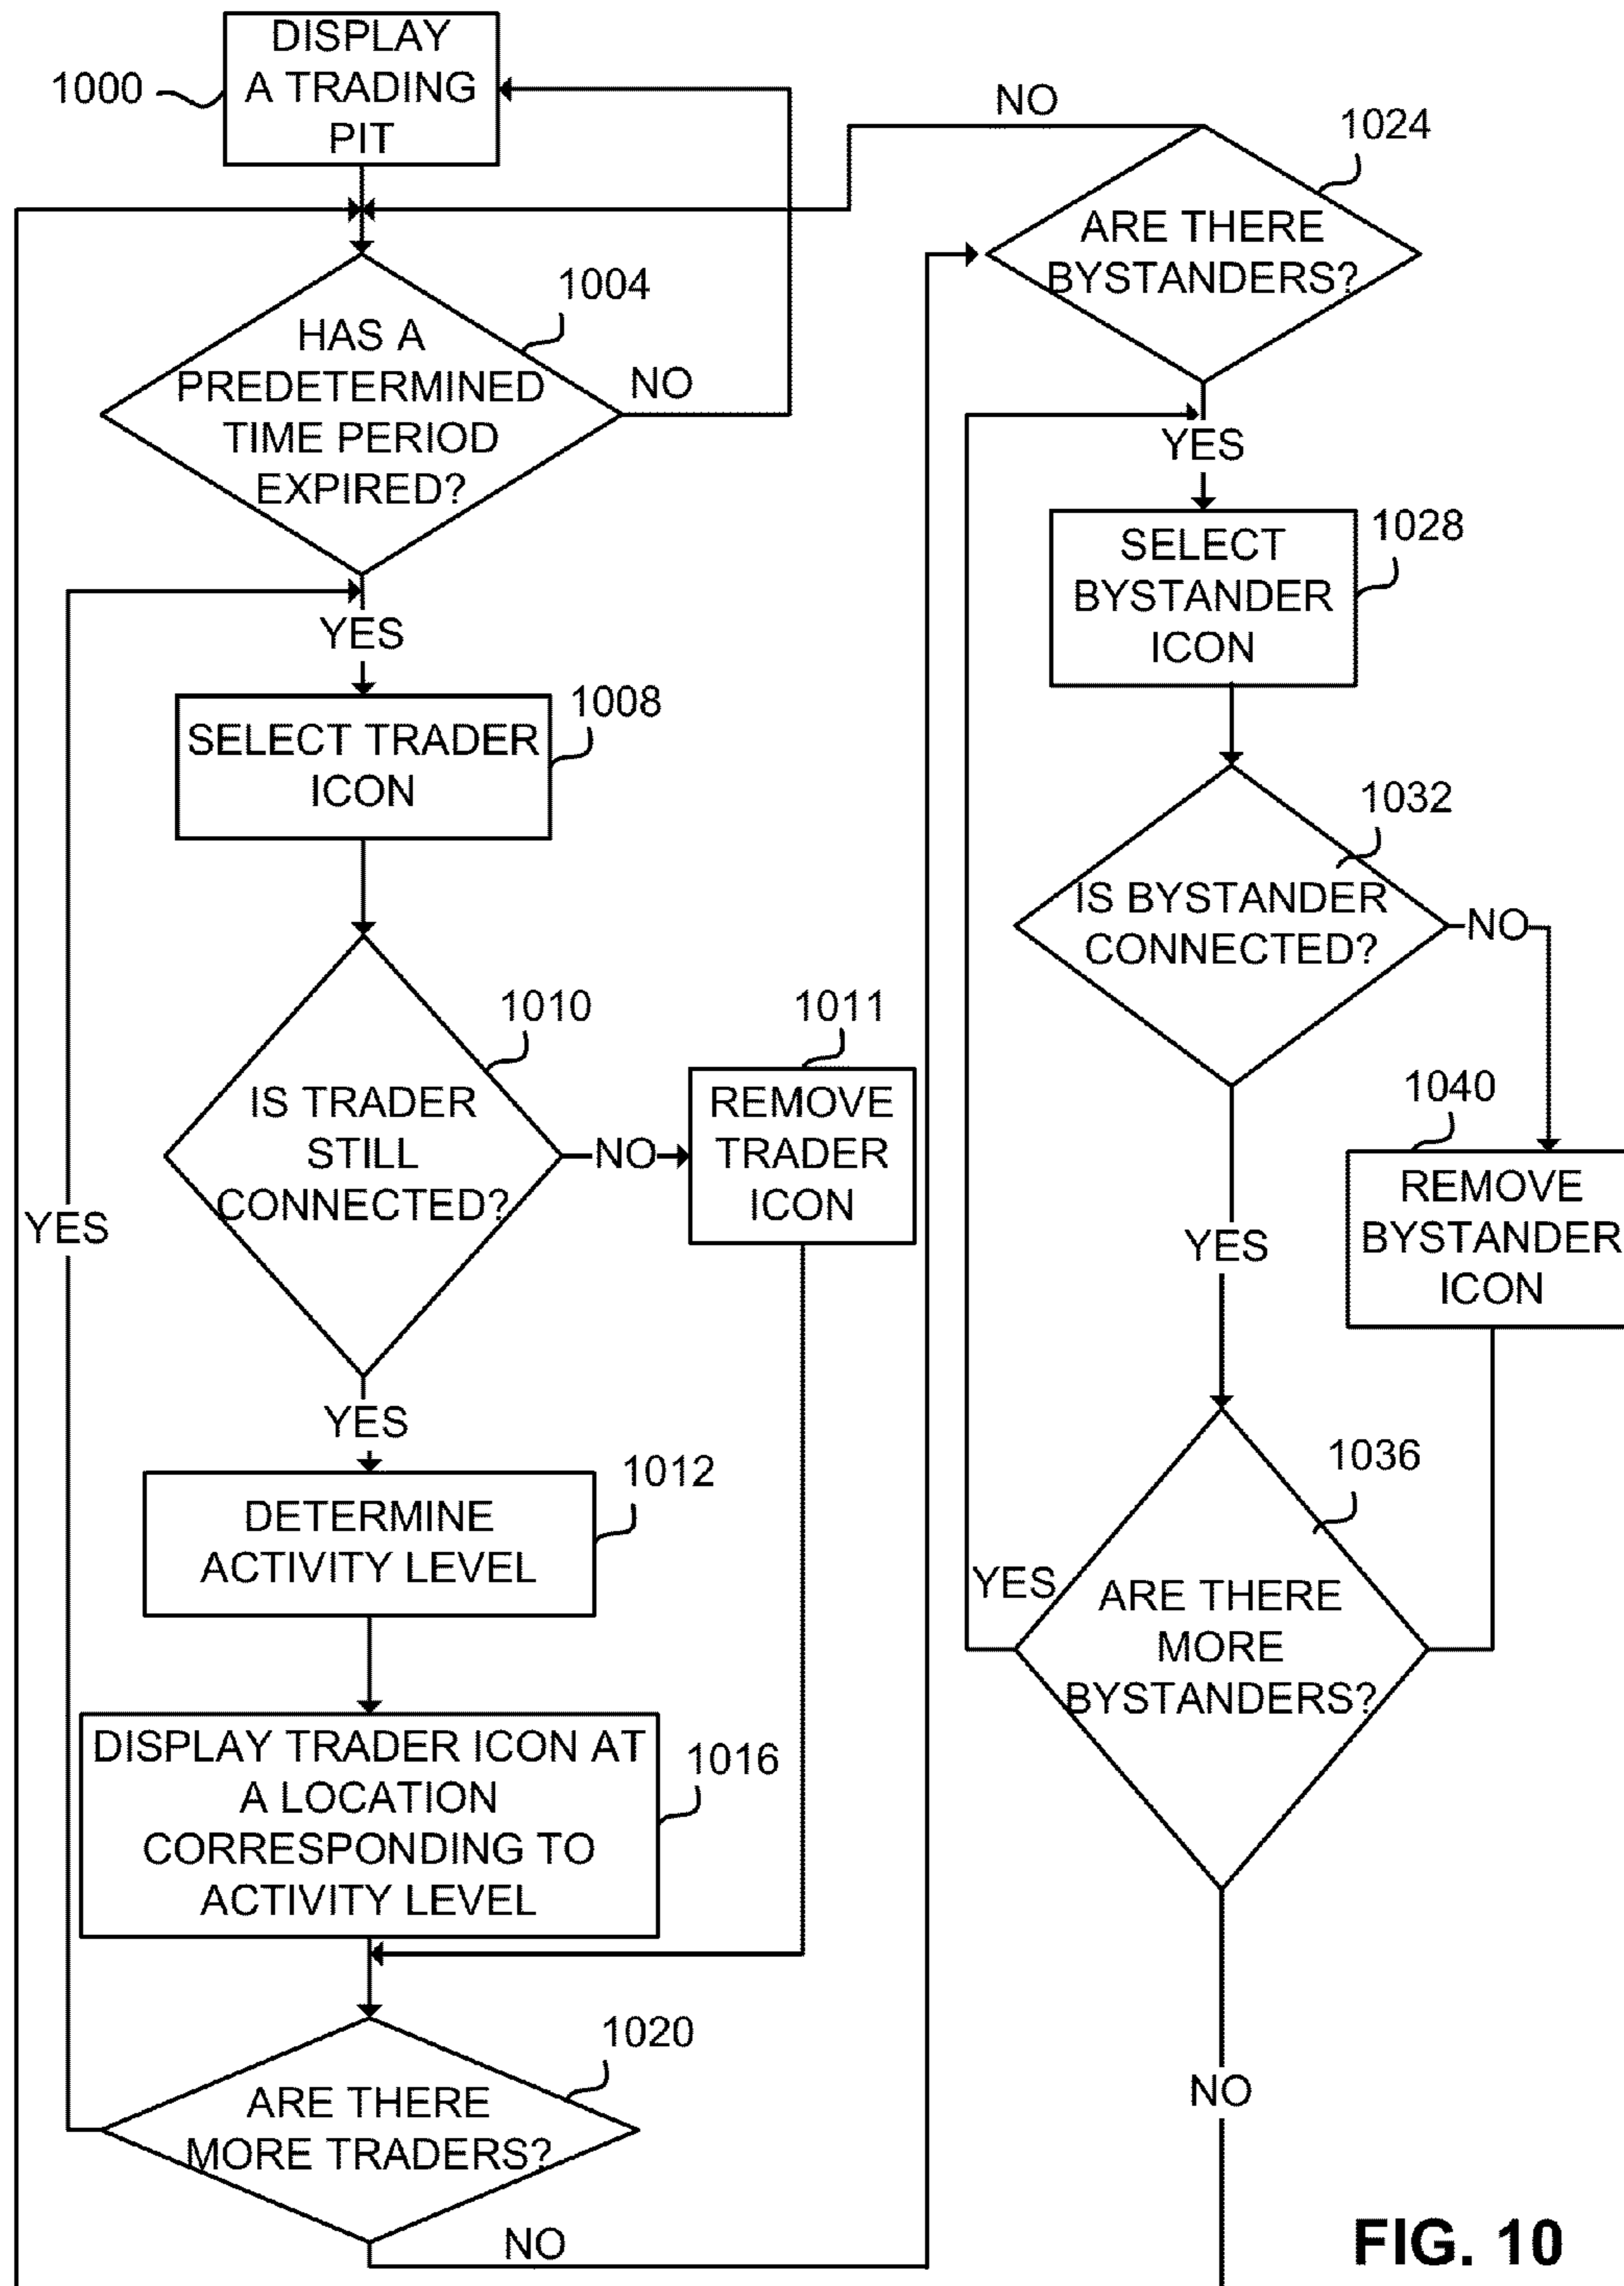 DISPLAY
A TRADING
PIT
1000
HAS A
PREDETERMINED
TIME PERIOD
EXPIRED?
1004
NO
YES
SELECT TRADER
ICON
1008
IS TRADER
STILL
CONNECTED?
1010
NO
REMOVE
TRADER
ICON
1011
YES
DETERMINE
ACTIVITY LEVEL
1012
DISPLAY TRADER ICON AT
A LOCATION
CORRESPONDING TO
ACTIVITY LEVEL
1016
ARE THERE
MORE TRADERS?
1020
YES
NO
NO
ARE THERE
BYSTANDERS?
1024
YES
SELECT
BYSTANDER
ICON
1028
IS BYSTANDER
CONNECTED?
1032
NO
1040
REMOVE
BYSTANDER
ICON
YES
ARE THERE
MORE
BYSTANDERS?
1036
YES
NO
FIG. 10